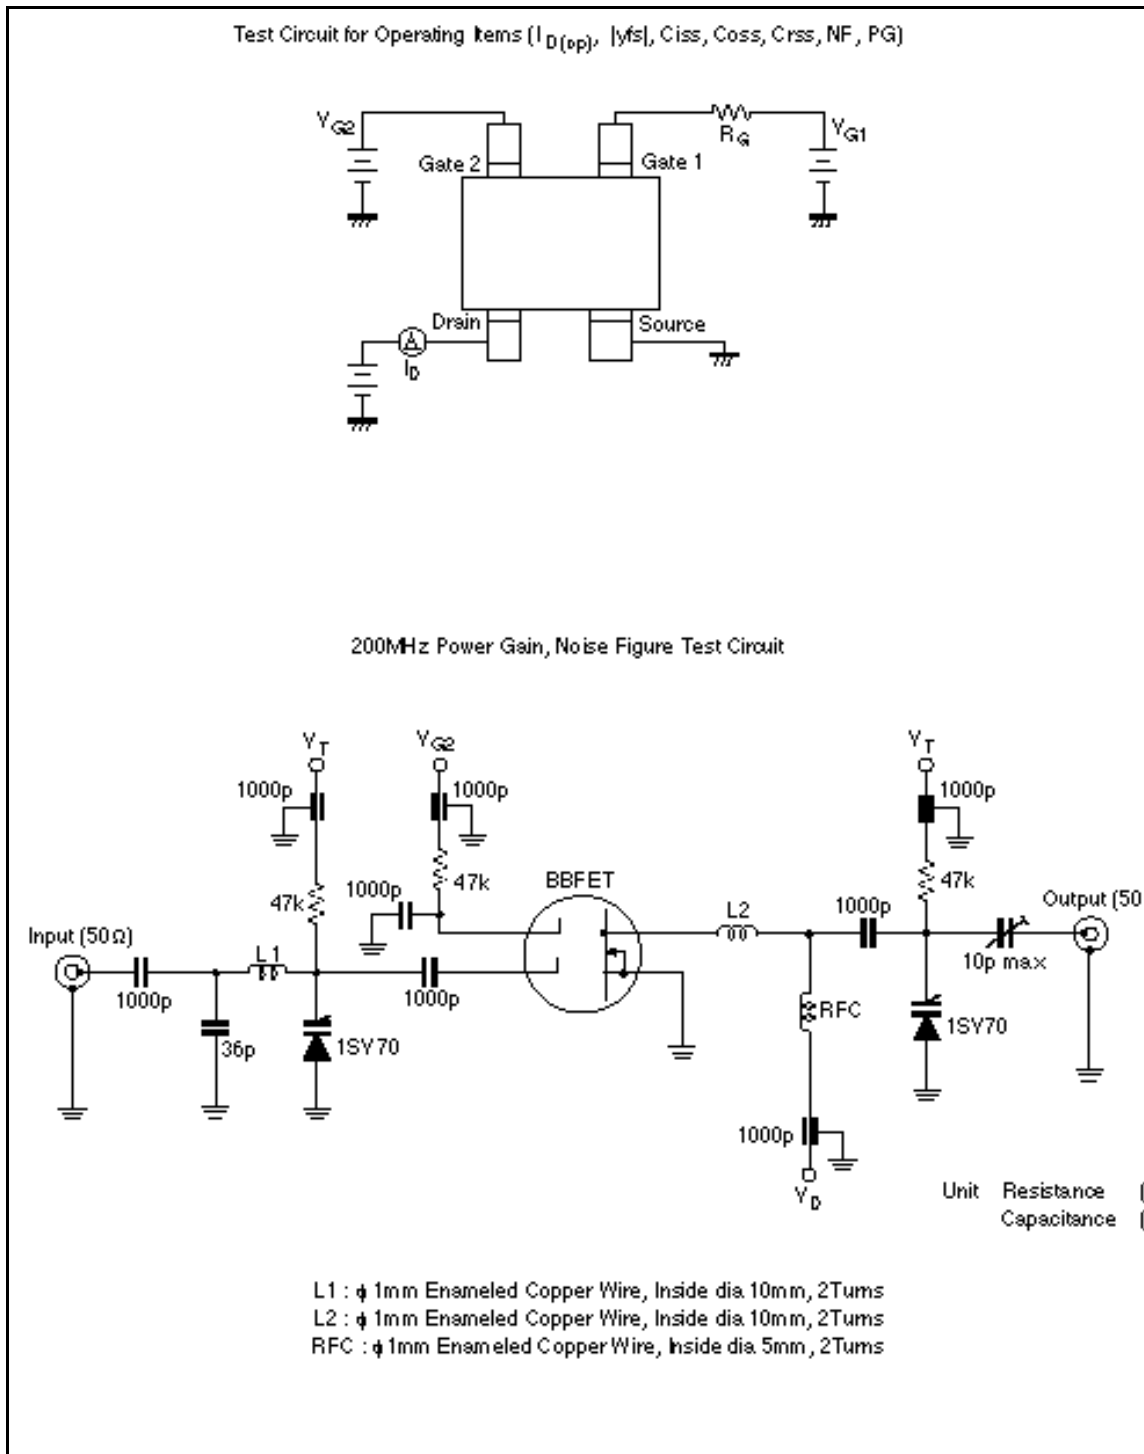 Test Circuit for Operating Items (I D(op), |yfs|, Ciss, Coss, Crss, NF, PG)
VG2
RG
VG1
Gate 2
Gate 1
Drain
Source
A
ID
200MHz Power Gain, Noise Figure Test Circuit
VT
VG2
VT
1000p
1000p
1000p
47k
BBFET
47k
1000p
47k
L2
1000p
Output (50
Input (50Ω)
L1
10p max
1000p
1000p
RFC
1SV70
36p
1SV70
1000p
VD
Unit Resistance (
Capacitance (
L1 : ϕ 1mm Enameled Copper Wire, Inside dia 10mm, 2Turns
L2 : ϕ 1mm Enameled Copper Wire, Inside dia 10mm, 2Turns
RFC : ϕ 1mm Enameled Copper Wire, Inside dia 5mm, 2Turns